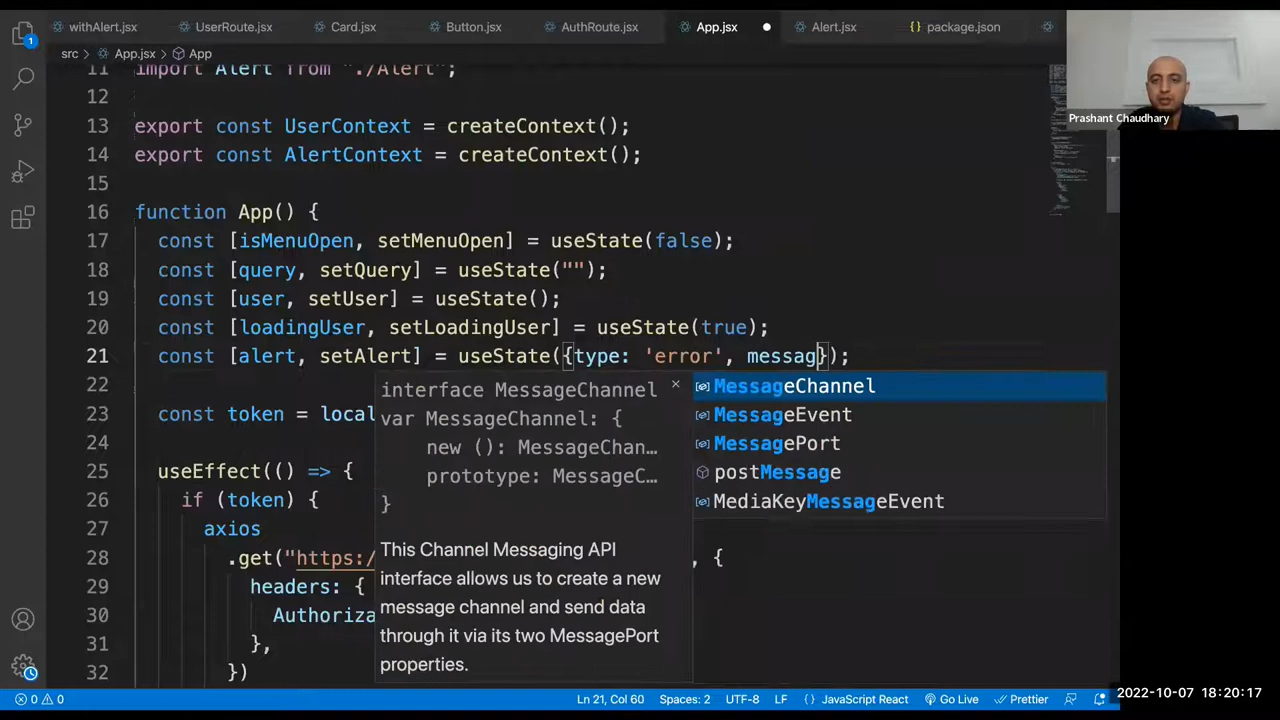 withAlert.jsx UserRoute.jsx Card.jsx Button.jsx AuthRoute.jsx App.jsx Alert.jsx {} package.json
1
src > App.jsx > App
Prashant Chaudhary
11 import Alert from "./Alert";
12
13 export const UserContext = createContext();
14 export const AlertContext = createContext();
15
16 function App() {
17 const [isMenuOpen, setMenuOpen] = useState(false);
18 const [query, setQuery] = useState("");
19 const [user, setUser] = useState();
20 const [loadingUser, setLoadingUser] = useState(true);
21 const [alert, setAlert] = useState({type: 'error', messag});
22
23 const token = local
24
25 useEffect(() => {
26 if (token) {
27 axios
28 .get("https:/ , {
29 headers: {
30 Authoriza
31 },
32 })
interface MessageChannel
var MessageChannel: {
new (): MessageChan…
prototype: MessageC…
}
This Channel Messaging API
interface allows us to create a new
message channel and send data
through it via its two MessagePort
properties.
MessageChannel
MessageEvent
MessagePort
postMessage
MediaKeyMessageEvent
0 0 Ln 21, Col 60 Spaces: 2 UTF-8 LF {} JavaScript React Go Live Prettier
2022-10-07 18:20:17